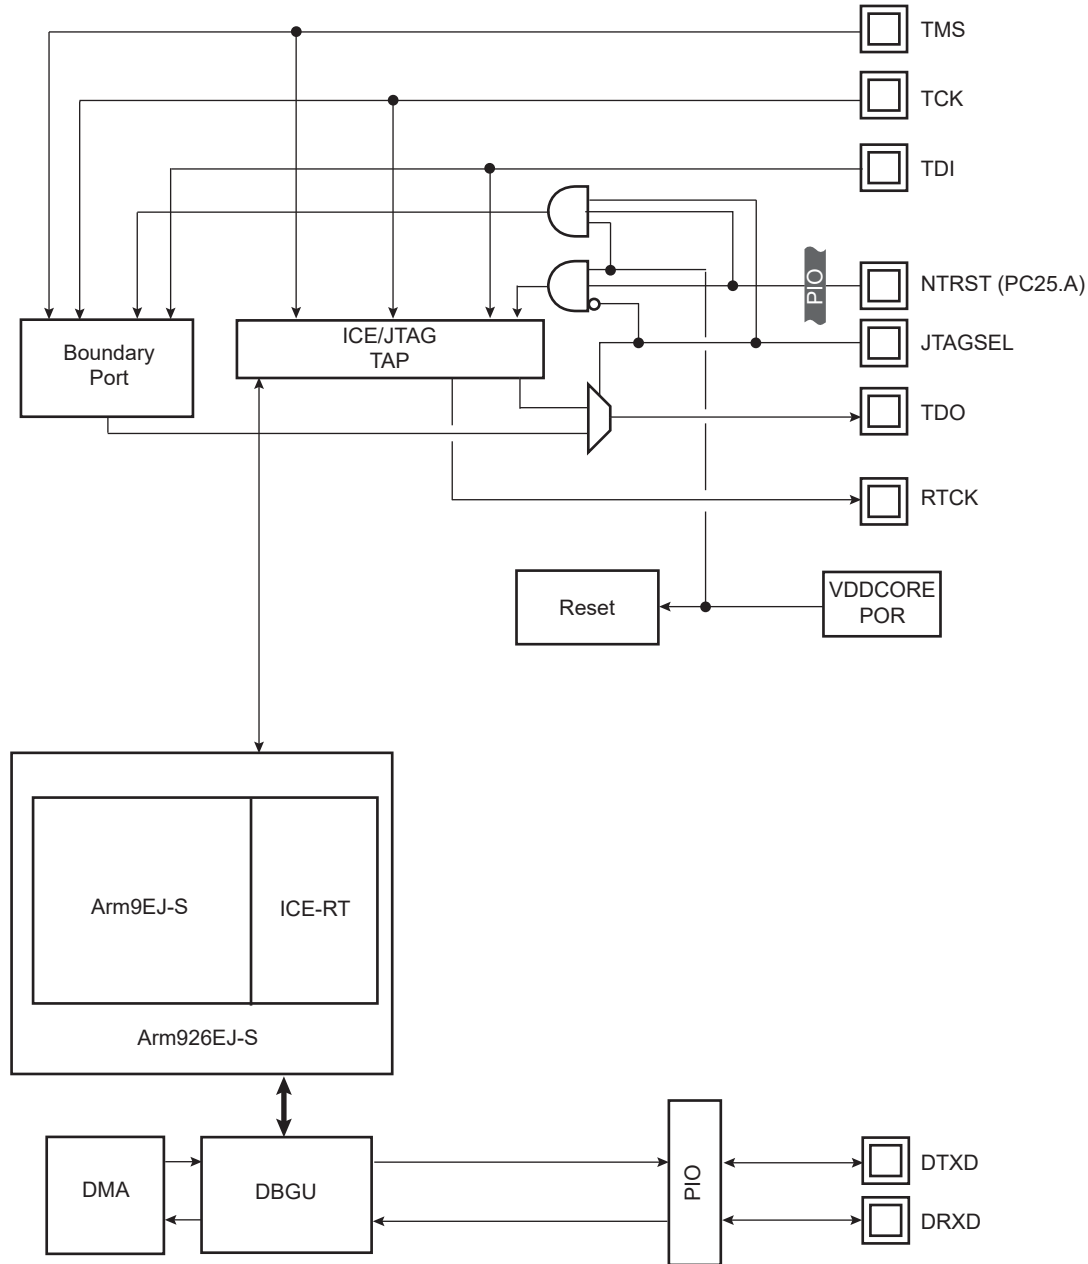 TMS
TCK
TDI
PIO
NTRST (PC25.A)
JTAGSEL
Boundary
Port
ICE/JTAG
TAP
TDO
RTCK
Reset
VDDCORE
POR
Arm9EJ-S
ICE-RT
Arm926EJ-S
DMA
DBGU
PIO
DTXD
DRXD